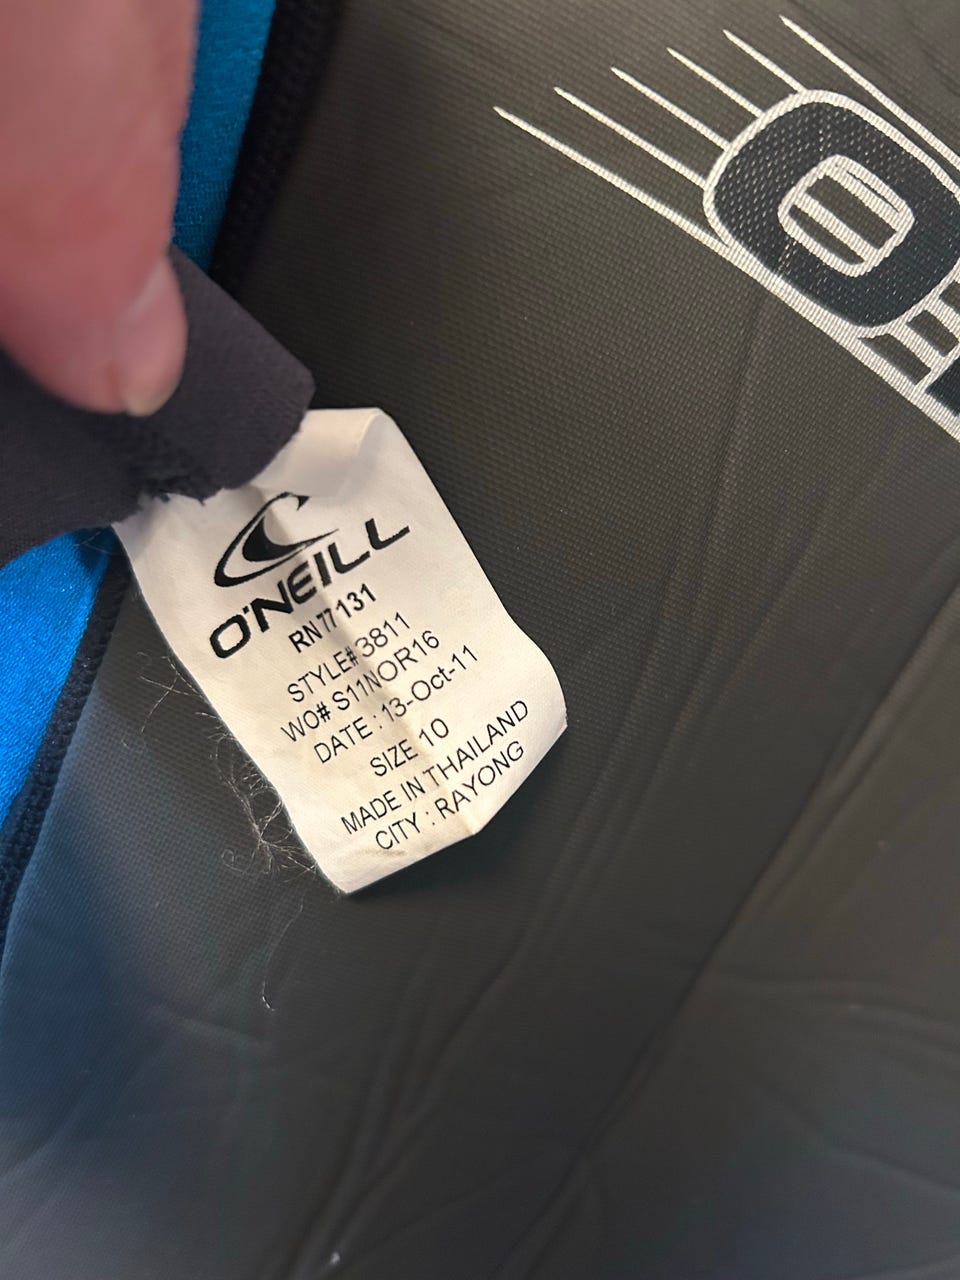 O'NEILL
RN 77131
STYLE# 3811
WO# S11NOR16
DATE : 13-Oct-11
SIZE 10
MADE IN THAILAND
CITY : RAYONG
O